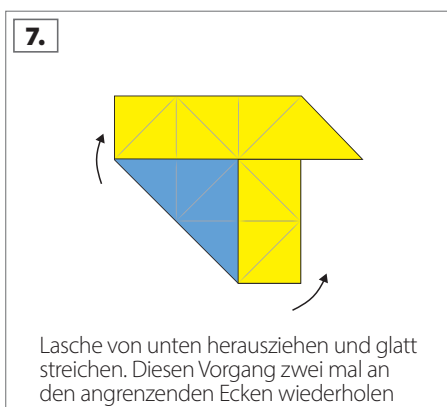 7.
Lasche von unten herausziehen und glatt
streichen. Diesen Vorgang zwei mal an
den angrenzenden Ecken wiederholen